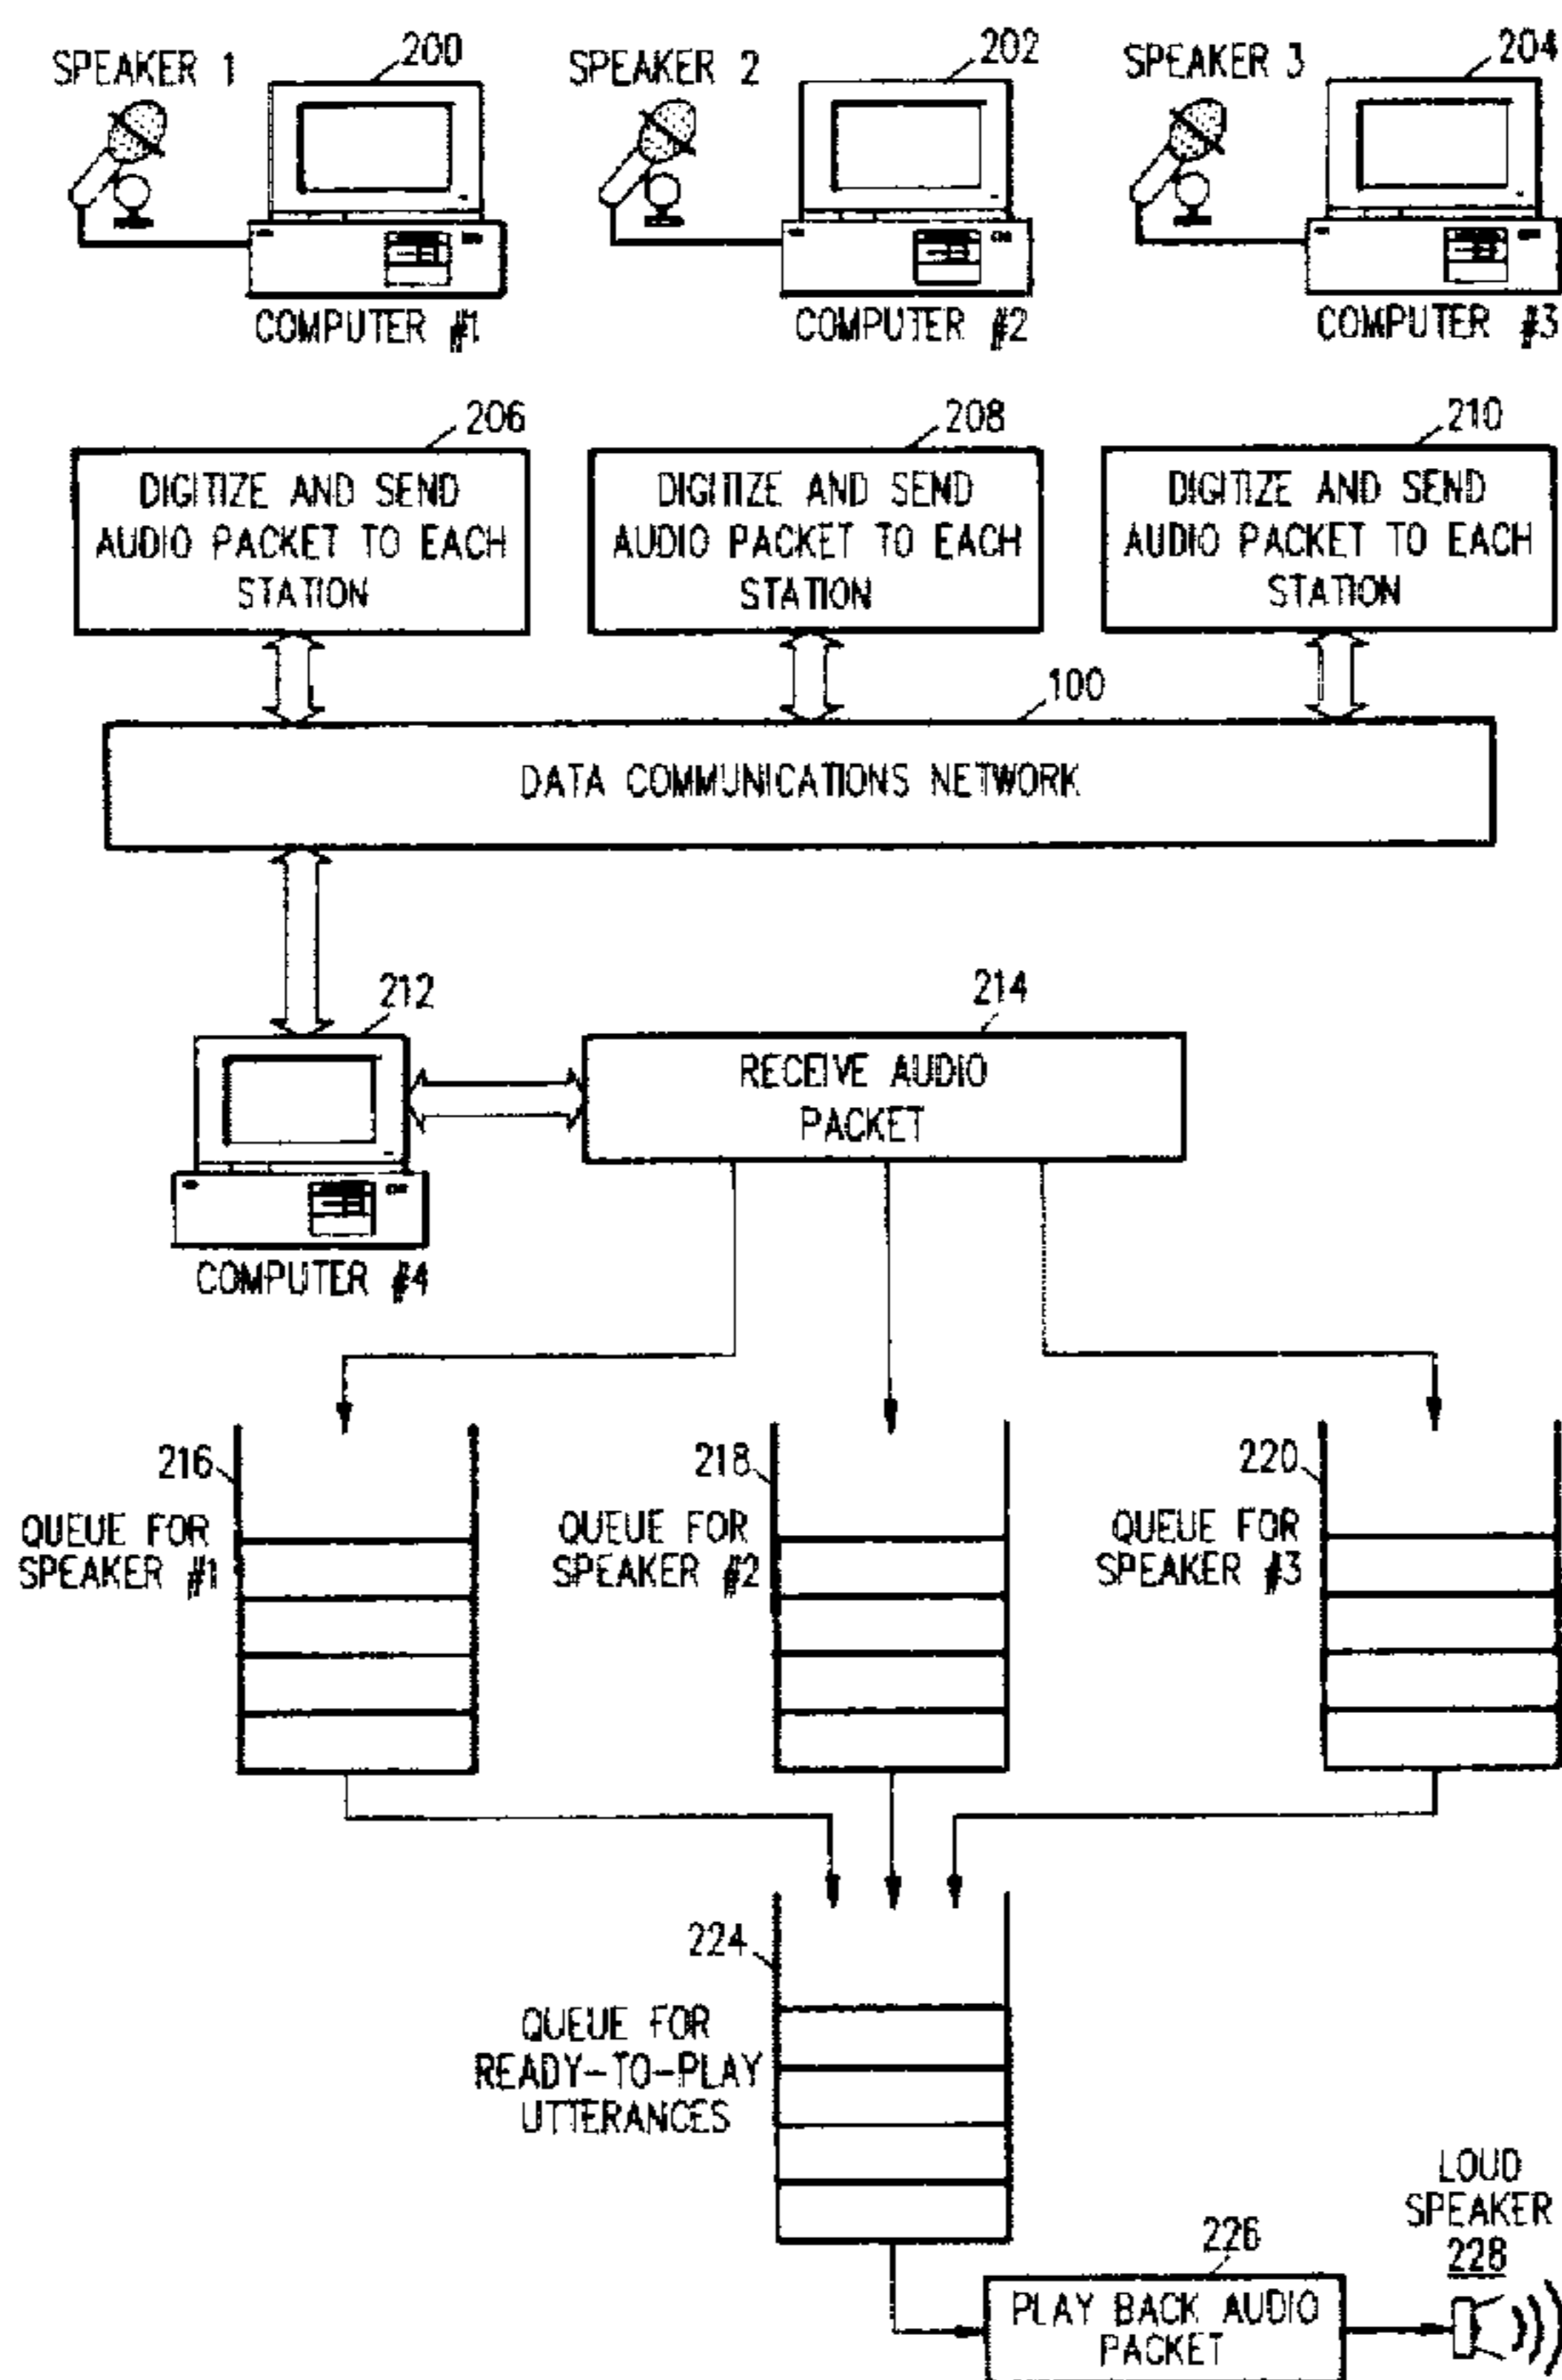 SPEAKER 1
200
SPEAKER 2
202
SPEAKER 3
204
COMPUTER #1
COMPUTER #2
COMPUTER #3
206
208
210
DIGITIZE AND SEND
AUDIO PACKET TO EACH
STATION
DIGITIZE AND SEND
AUDIO PACKET TO EACH
STATION
DIGITIZE AND SEND
AUDIO PACKET TO EACH
STATION
100
DATA COMMUNICATIONS NETWORK
212
214
RECEIVE AUDIO
PACKET
COMPUTER #4
216
QUEUE FOR
SPEAKER #1
218
QUEUE FOR
SPEAKER #2
220
QUEUE FOR
SPEAKER #3
224
QUEUE FOR
READY-TO-PLAY
UTTERANCES
226
PLAY BACK AUDIO
PACKET
LOUD
SPEAKER
228